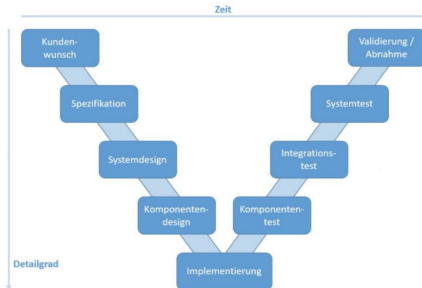 Zeit
Kunden-
wunsch
Validierung /
Abnahme
Spezifikation
Systemtest
Systemdesign
Integrations-
test
Komponenten-
design
Komponenten-
test
Detailgrad
Implementierung